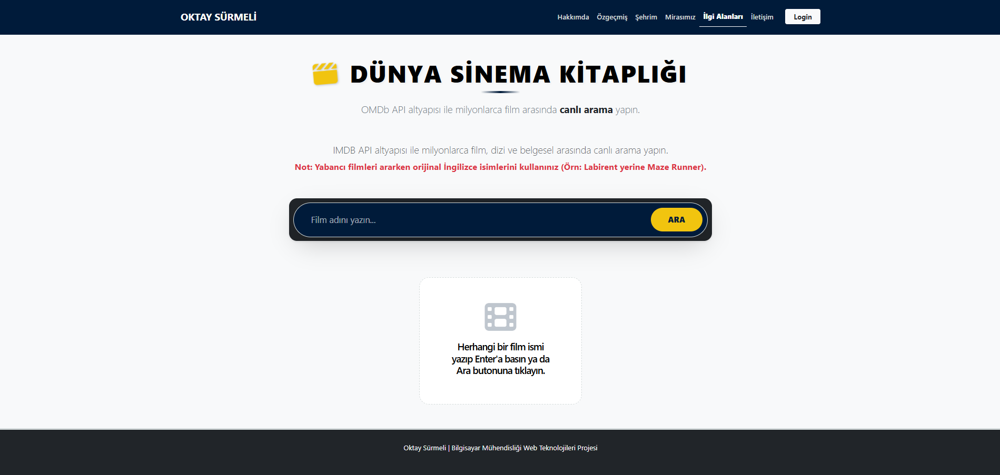 OKTAY SÜRMELİ
Hakkımda Özgeçmiş Şehrim Mirasımız İlgi Alanları İletişim Login
DÜNYA SİNEMA KİTAPLIĞI
OMDb API altyapısı ile milyonlarca film arasında canlı arama yapın.
IMDB API altyapısı ile milyonlarca film, dizi ve belgesel arasında canlı arama yapın.
Not: Yabancı filmleri ararken orijinal İngilizce isimlerini kullanınız (Örn: Labirent yerine Maze Runner).
Film adını yazın...
ARA
Herhangi bir film ismi
yazıp Enter'a basın ya da
Ara butonuna tıklayın.
Oktay Sürmeli | Bilgisayar Mühendisliği Web Teknolojileri Projesi